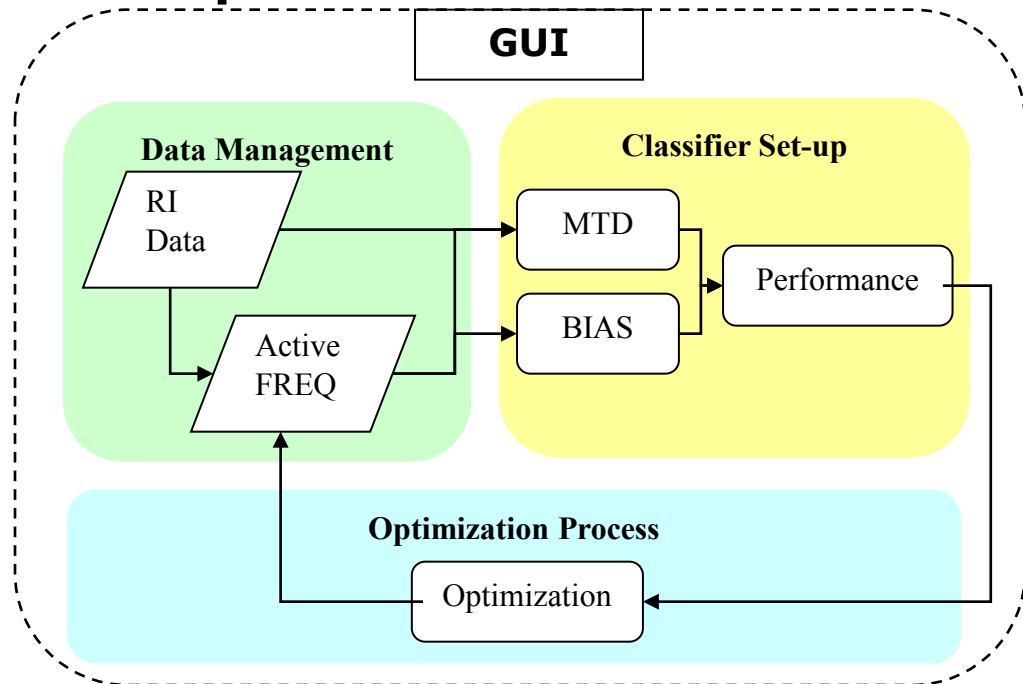 GUI
Data Management
RI
Data
Active
FREQ
Classifier Set-up
MTD
BIAS
Performance
Optimization Process
Optimization